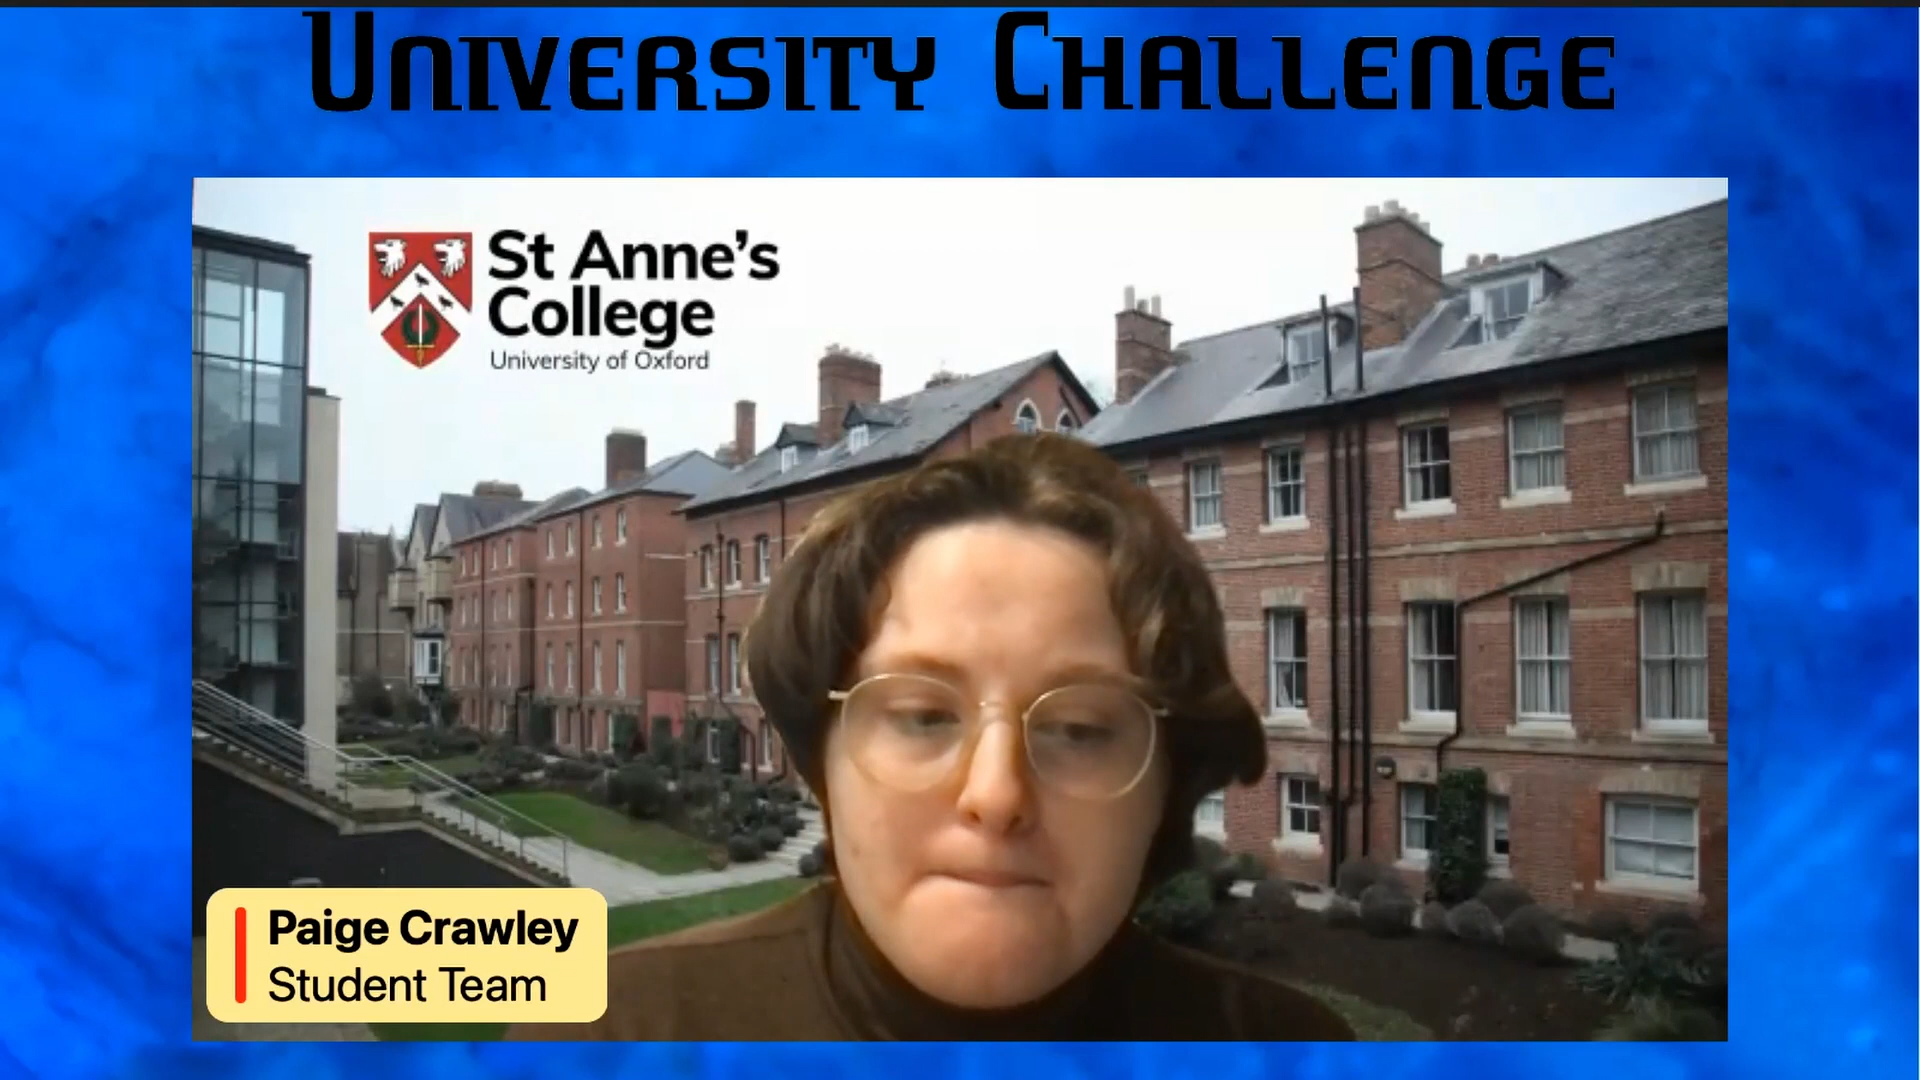 University Challenge
St Anne's
College
University of Oxford
Paige Crawley
Student Team